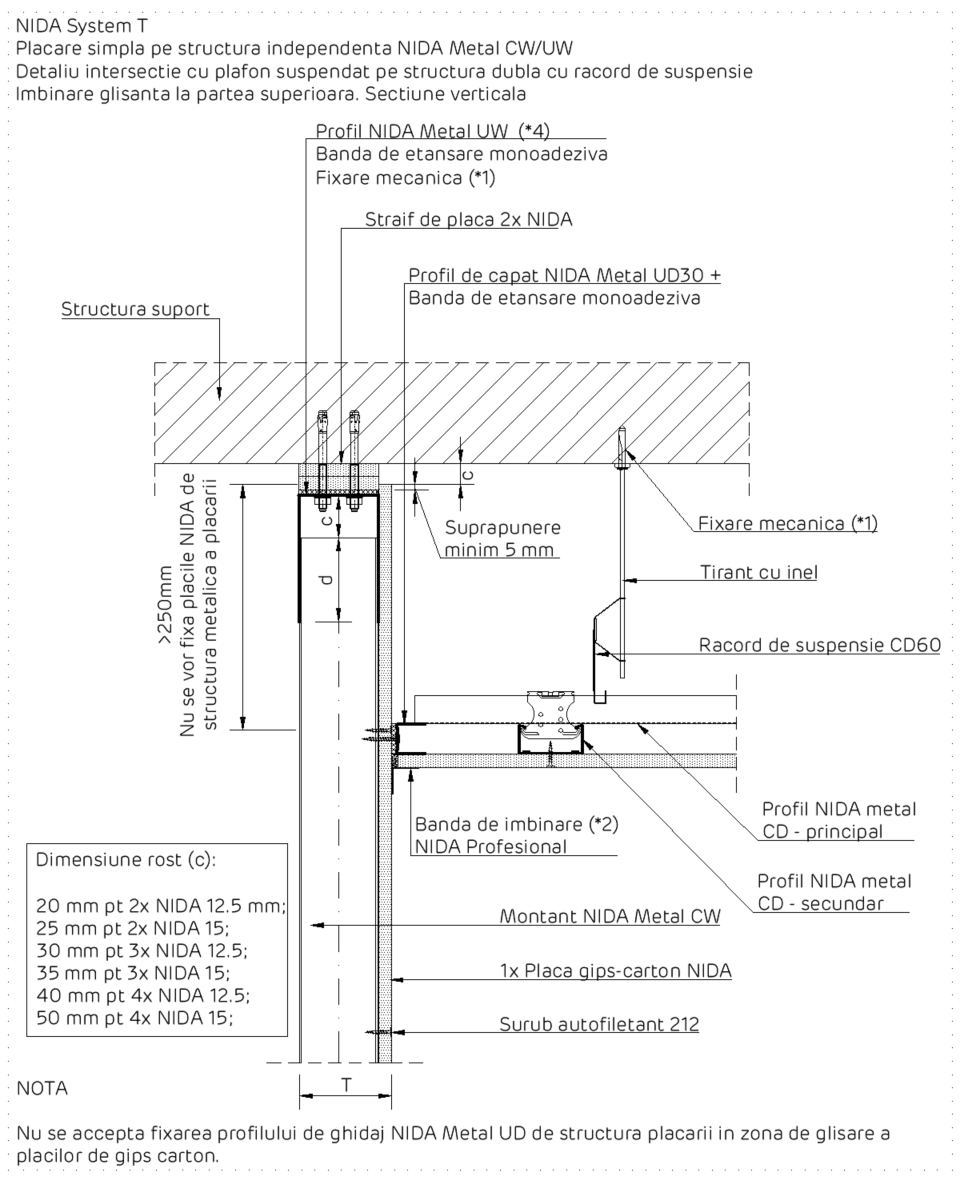 NIDA System T
Placare simpla pe structura independenta NIDA Metal CW/UW
Detaliu intersectie cu plafon suspendat pe structura dubla cu racord de suspensie
Imbinare glisanta la partea superioara. Sectiune verticala
Profil NIDA Metal UW (*4)
Banda de etansare monoadeziva
Fixare mecanica (*1)
Straif de placa 2x NIDA
Profil de capat NIDA Metal UD30 +
Banda de etansare monoadeziva
Structura suport
c
c
d
>250mm
Nu se vor fixa placile NIDA de
structura metalica a placarii
Suprapunere
minim 5 mm
Fixare mecanica (*1)
Tirant cu inel
Racord de suspensie CD60
Profil NIDA metal
CD - principal
Banda de imbinare (*2)
NIDA Profesional
Profil NIDA metal
CD - secundar
Dimensiune rost (c):
20 mm pt 2x NIDA 12.5 mm;
25 mm pt 2x NIDA 15;
30 mm pt 3x NIDA 12.5;
35 mm pt 3x NIDA 15;
40 mm pt 4x NIDA 12.5;
50 mm pt 4x NIDA 15;
Montant NIDA Metal CW
1x Placa gips-carton NIDA
Surub autofiletant 212
T
NOTA
Nu se accepta fixarea profilului de ghidaj NIDA Metal UD de structura placarii in zona de glisare a
placilor de gips carton.